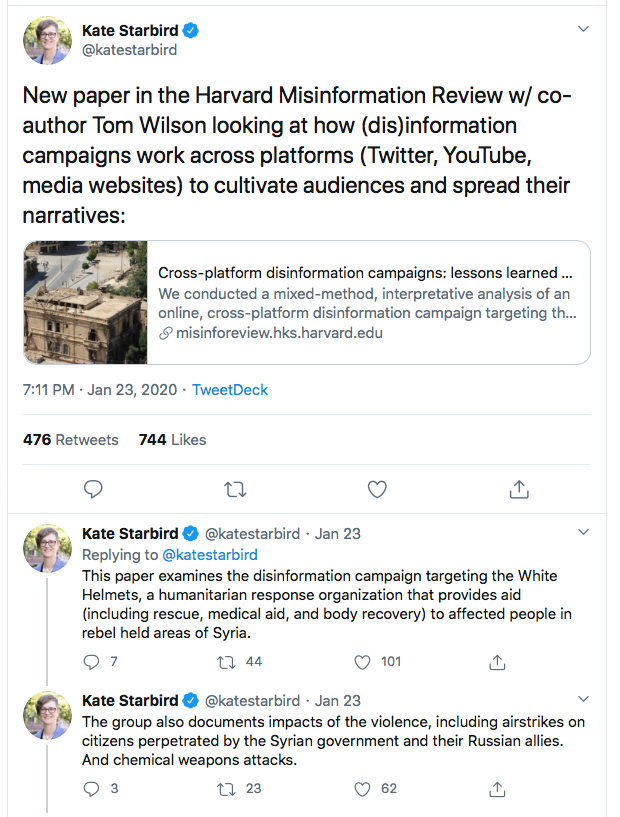 Kate Starbird
@katestarbird
New paper in the Harvard Misinformation Review w/ co-
author Tom Wilson looking at how (dis)information
campaigns work across platforms (Twitter, YouTube,
media websites) to cultivate audiences and spread their
narratives:
Cross-platform disinformation campaigns: lessons learned ...
We conducted a mixed-method, interpretative analysis of an
online, cross-platform disinformation campaign targeting th...
misinforeview.hks.harvard.edu
7:11 PM · Jan 23, 2020 · TweetDeck
476 Retweets 744 Likes
Kate Starbird @katestarbird · Jan 23
Replying to @katestarbird
This paper examines the disinformation campaign targeting the White
Helmets, a humanitarian response organization that provides aid
(including rescue, medical aid, and body recovery) to affected people in
rebel held areas of Syria.
7 44 101
Kate Starbird @katestarbird · Jan 23
The group also documents impacts of the violence, including airstrikes on
citizens perpetrated by the Syrian government and their Russian allies.
And chemical weapons attacks.
3 23 62